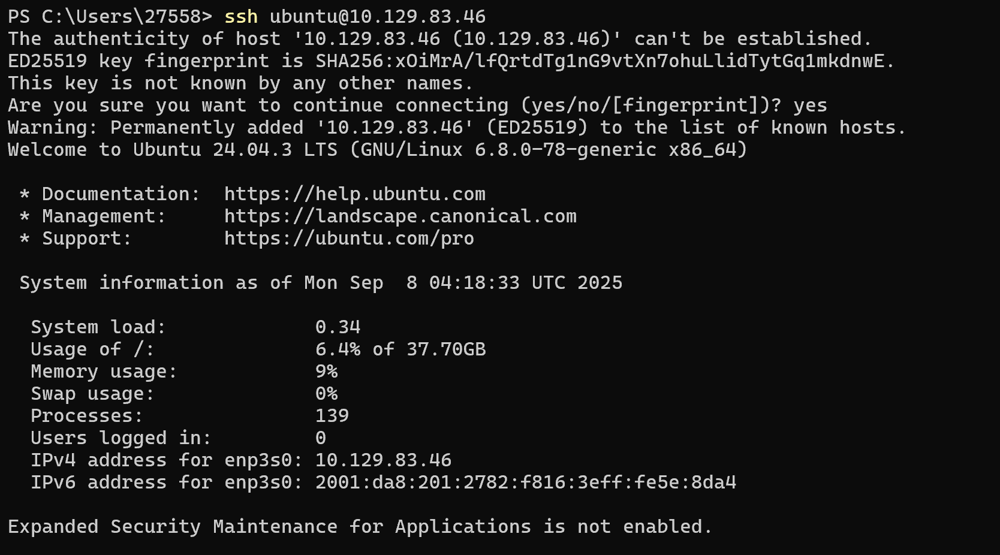 PS C:\Users\27558> ssh ubuntu@10.129.83.46
The authenticity of host '10.129.83.46 (10.129.83.46)' can't be established.
ED25519 key fingerprint is SHA256:xOiMrA/lfQrtdTg1nG9vtXn7ohuLlidTytGq1mkdnwE.
This key is not known by any other names.
Are you sure you want to continue connecting (yes/no/[fingerprint])? yes
Warning: Permanently added '10.129.83.46' (ED25519) to the list of known hosts.
Welcome to Ubuntu 24.04.3 LTS (GNU/Linux 6.8.0-78-generic x86_64)

 * Documentation:  https://help.ubuntu.com
 * Management:     https://landscape.canonical.com
 * Support:        https://ubuntu.com/pro

 System information as of Mon Sep  8 04:18:33 UTC 2025

  System load:             0.34
  Usage of /:              6.4% of 37.70GB
  Memory usage:            9%
  Swap usage:              0%
  Processes:               139
  Users logged in:         0
  IPv4 address for enp3s0: 10.129.83.46
  IPv6 address for enp3s0: 2001:da8:201:2782:f816:3eff:fe5e:8da4

Expanded Security Maintenance for Applications is not enabled.